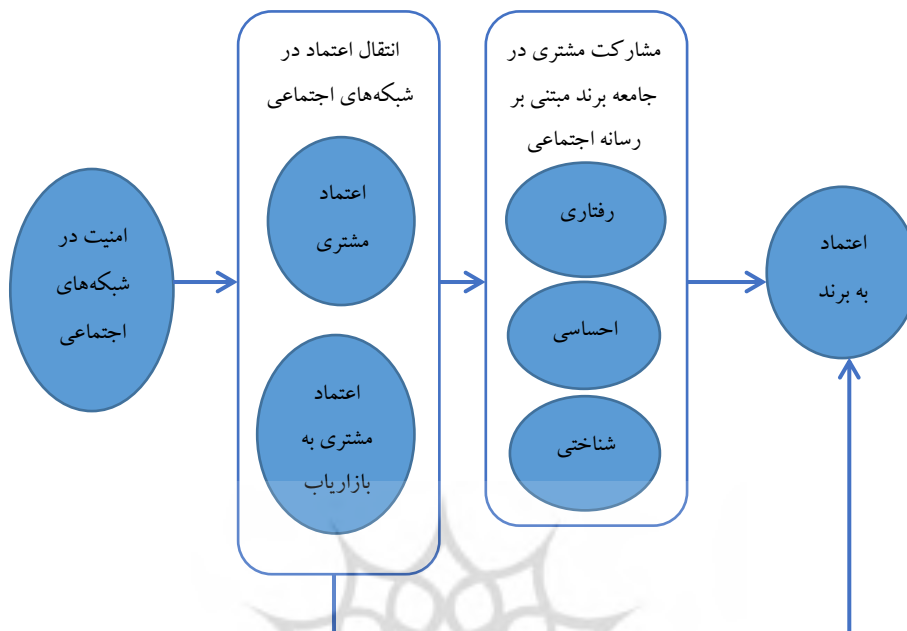 انتقال اعتماد در
شبکه‌های اجتماعی
مشارکت مشتری در
جامعه برند مبتنی بر
رسانه اجتماعی
امنیت در
شبکه‌های
اجتماعی
اعتماد
مشتری
اعتماد
مشتری به
بازاریاب
رفتاری
احساسی
شناختی
اعتماد
به برند